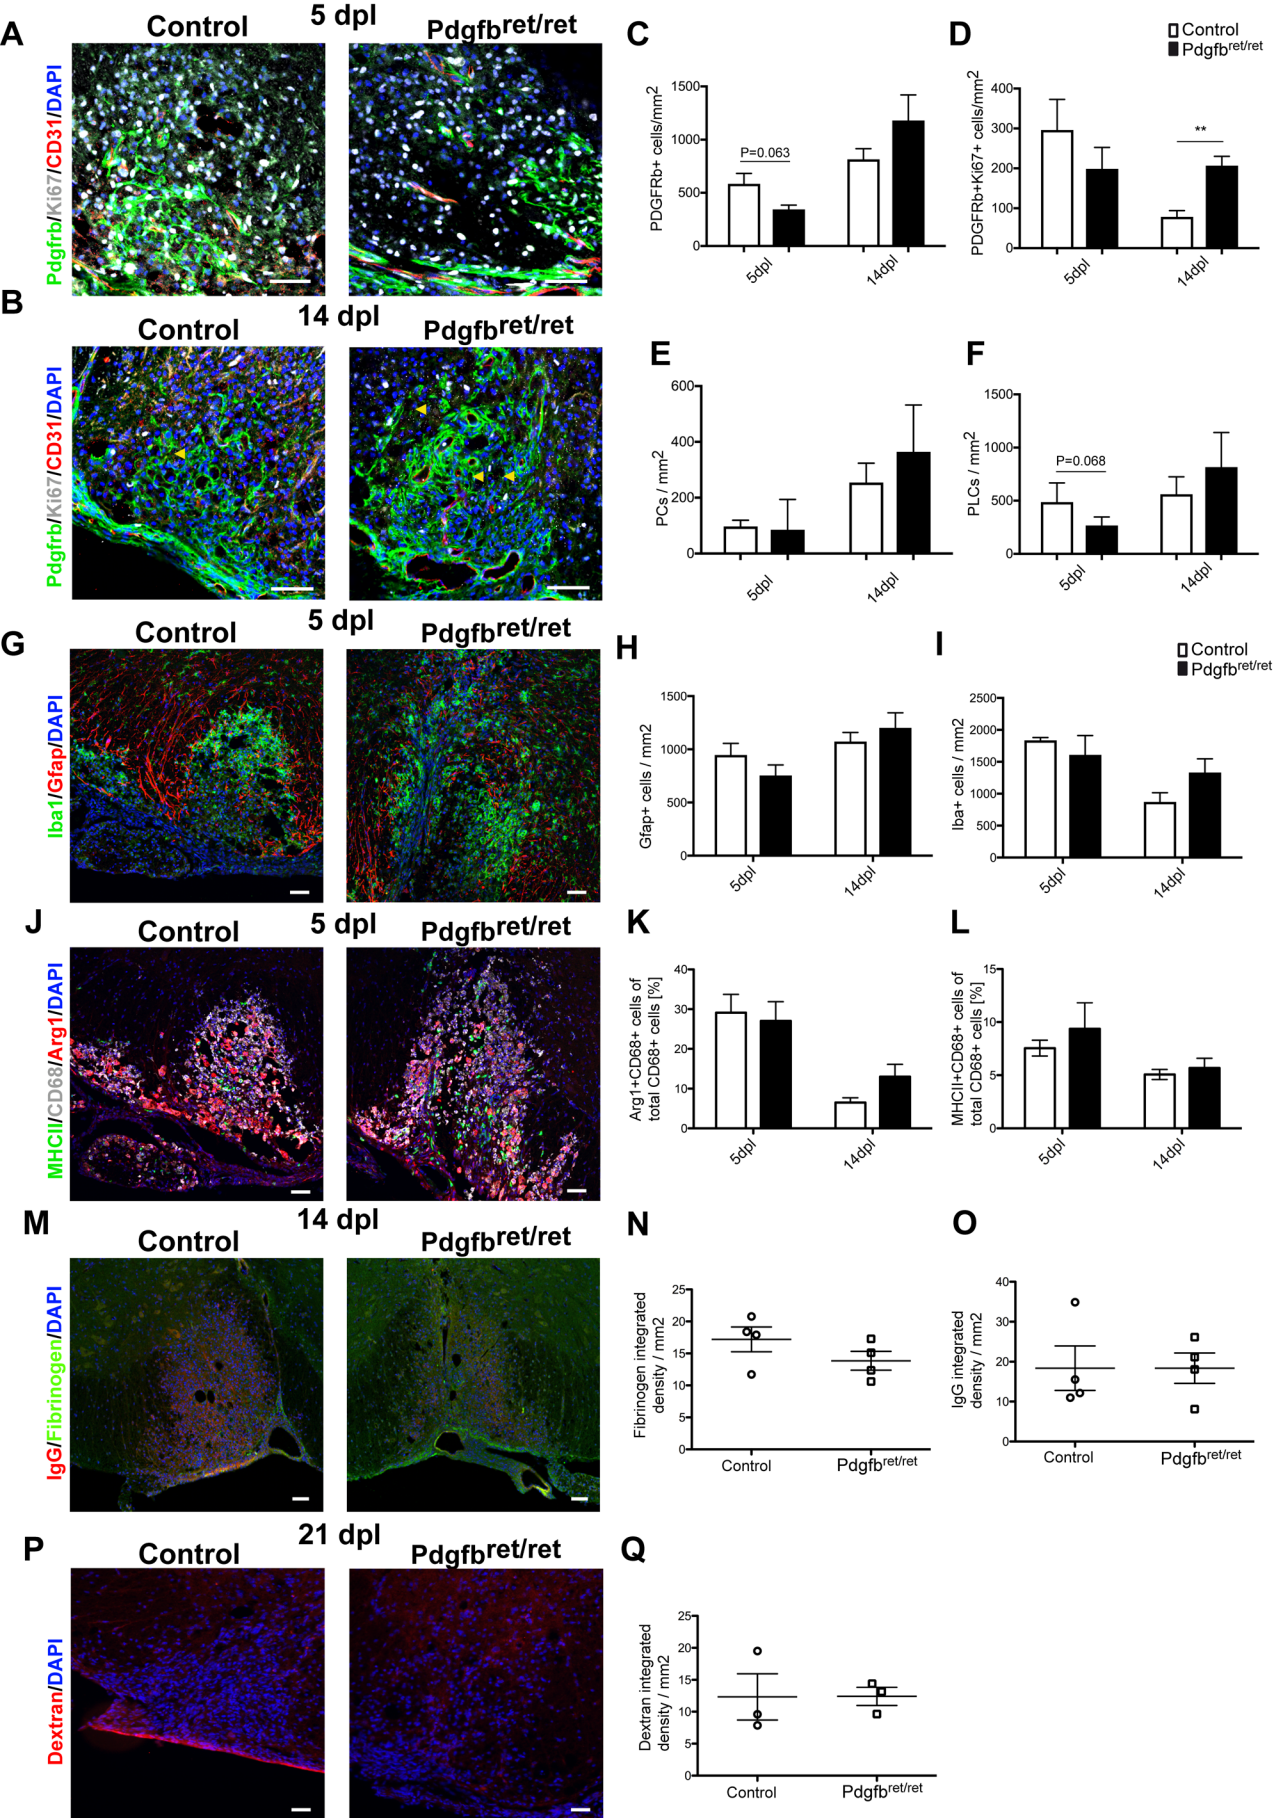 A
Control
5 dpl
Pdgfbret/ret
Pdgfrb/Ki67/CD31/DAPI
C
PDGFRb+ cells/mm2
1500
1000
500
0
P=0.063
5dpl
14dpl
D
Control
Pdgfbret/ret
PDGFRb+Ki67+ cells/mm2
400
300
200
100
0
**
5dpl
14dpl
B
Control
14 dpl
Pdgfbret/ret
Pdgfrb/Ki67/CD31/DAPI
E
PCs / mm2
600
400
200
0
5dpl
14dpl
F
PLCs / mm2
1500
1000
500
0
P=0.068
5dpl
14dpl
G
Control
5 dpl
Pdgfbret/ret
Iba1/Gfap/DAPI
H
Gfap+ cells / mm2
1500
1000
500
0
5dpl
14dpl
I
Control
Pdgfbret/ret
Iba+ cells / mm2
2500
2000
1500
1000
500
0
5dpl
14dpl
J
Control
5 dpl
Pdgfbret/ret
MHCII/CD68/Arg1/DAPI
K
Arg1+CD68+ cells of
total CD68+ cells [%]
40
30
20
10
0
5dpl
14dpl
L
MHCII+CD68+ cells of
total CD68+ cells [%]
15
10
5
0
5dpl
14dpl
M
Control
14 dpl
Pdgfbret/ret
IgG/Fibrinogen/DAPI
N
Fibrinogen integrated
density / mm2
25
20
15
10
5
0
Control
Pdgfbret/ret
O
IgG integrated
density / mm2
40
30
20
10
0
Control
Pdgfbret/ret
P
Control
21 dpl
Pdgfbret/ret
Dextran/DAPI
Q
Dextran integrated
density / mm2
25
20
15
10
5
0
Control
Pdgfbret/ret